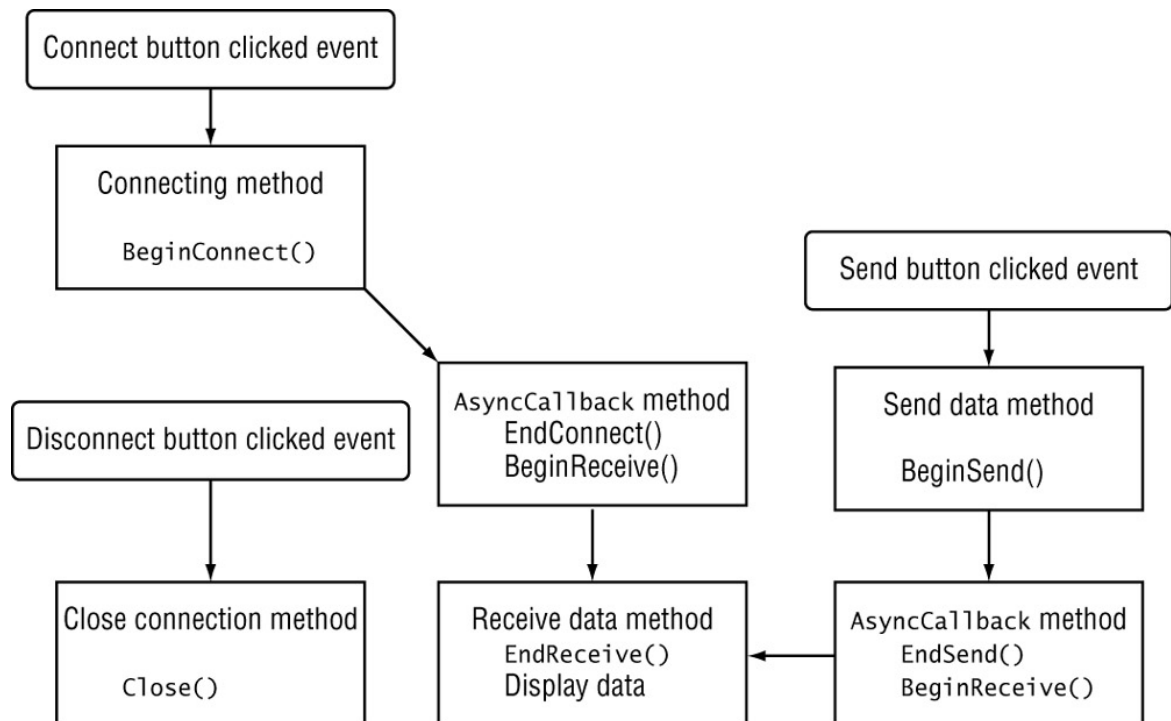 Connect button clicked event
Connecting method
BeginConnect()
Send button clicked event
AsyncCallback method
EndConnect()
BeginReceive()
Send data method
BeginSend()
Disconnect button clicked event
Close connection method
Close()
Receive data method
EndReceive()
Display data
AsyncCallback method
EndSend()
BeginReceive()